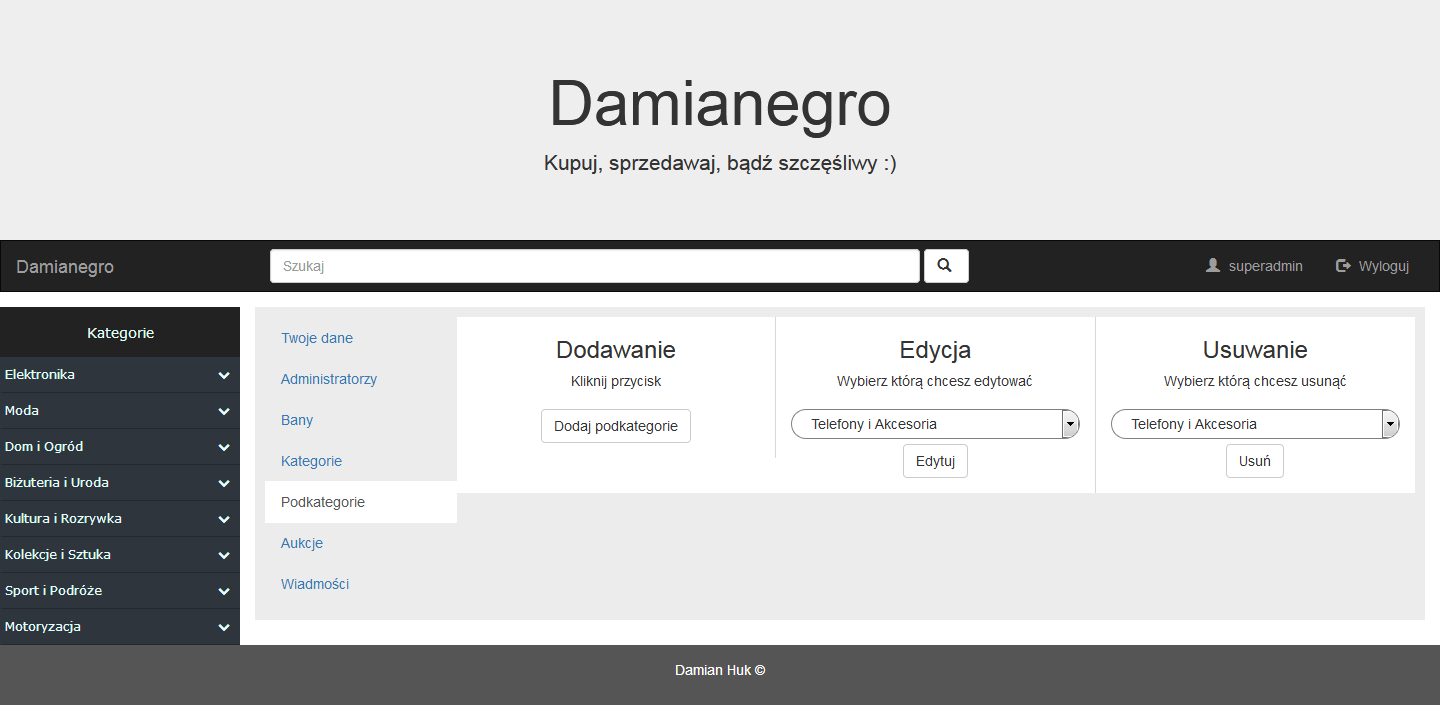 Damianegro
Kupuj, sprzedawaj, bądź szczęśliwy :)
Damianegro
Szukaj
superadmin
Wyloguj
Kategorie
Elektronika
Moda
Dom i Ogród
Biżuteria i Uroda
Kultura i Rozrywka
Kolekcje i Sztuka
Sport i Podróże
Motoryzacja
Twoje dane
Administratorzy
Bany
Kategorie
Podkategorie
Aukcje
Wiadmości
Dodawanie
Kliknij przycisk
Dodaj podkategorie
Edycja
Wybierz którą chcesz edytować
Telefony i Akcesoria
Edytuj
Usuwanie
Wybierz którą chcesz usunąć
Telefony i Akcesoria
Usuń
Damian Huk ©